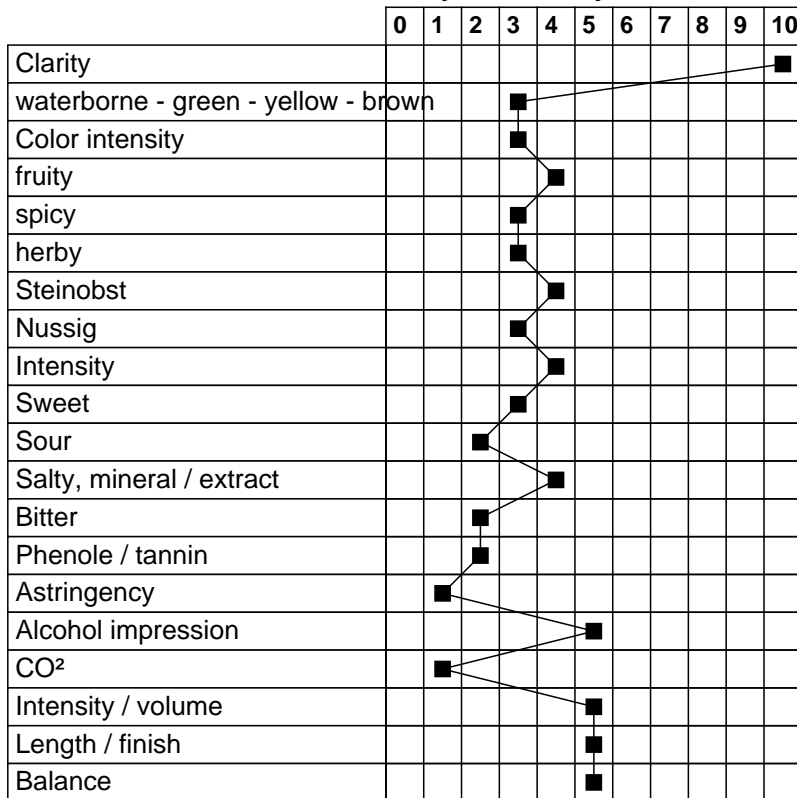 0 1 2 3 4 5 6 7 8 9 10
Clarity
waterborne - green - yellow - brown
Color intensity
fruity
spicy
herby
Steinobst
Nussig
Intensity
Sweet
Sour
Salty, mineral / extract
Bitter
Phenole / tannin
Astringency
Alcohol impression
CO²
Intensity / volume
Length / finish
Balance